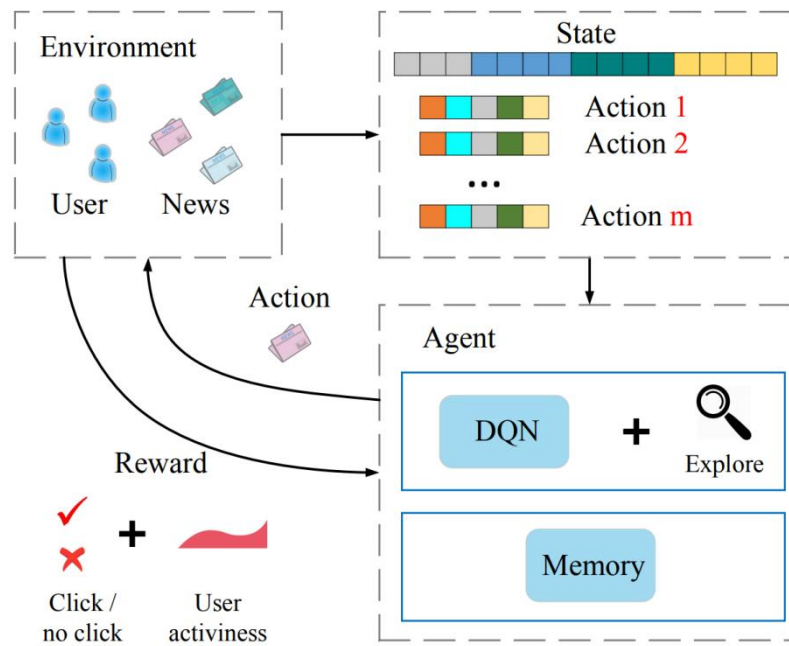 Environment
User
News
State
Action 1
Action 2
...
Action m
Action
Agent
DQN
+
Explore
Memory
Reward
+
Click /
no click
User
activiness